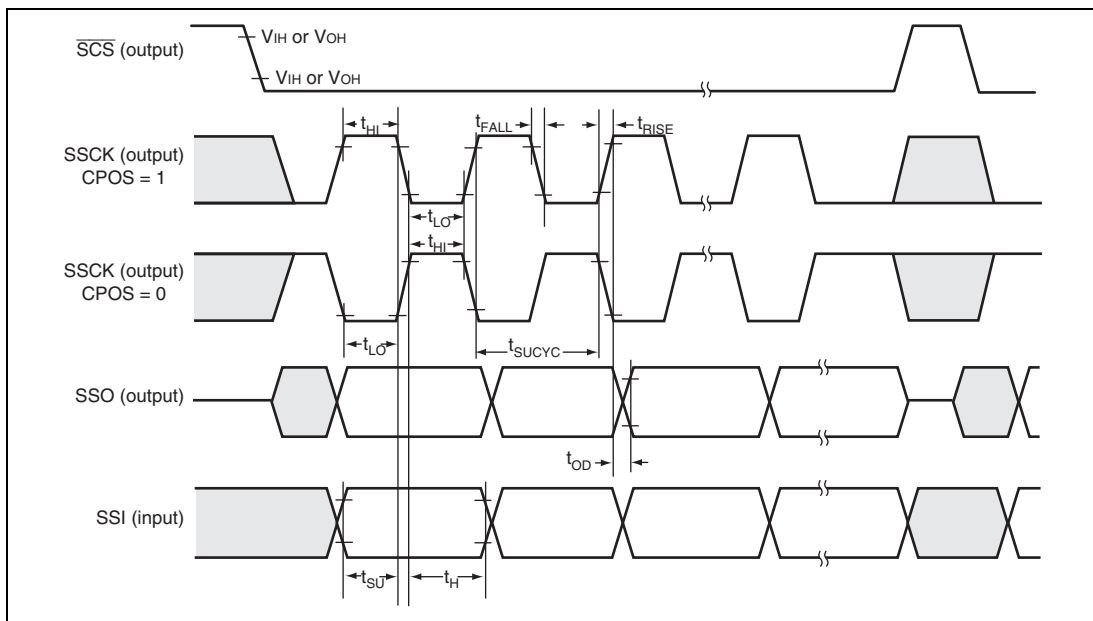 SCS (output)
VIH or VOH
VIH or VOH
tHI
tFALL
tRISE
SSCK (output)
CPOS = 1
tLO
tHI
SSCK (output)
CPOS = 0
tLO
tSUCYC
SSO (output)
tOD
SSI (input)
tSU
tH